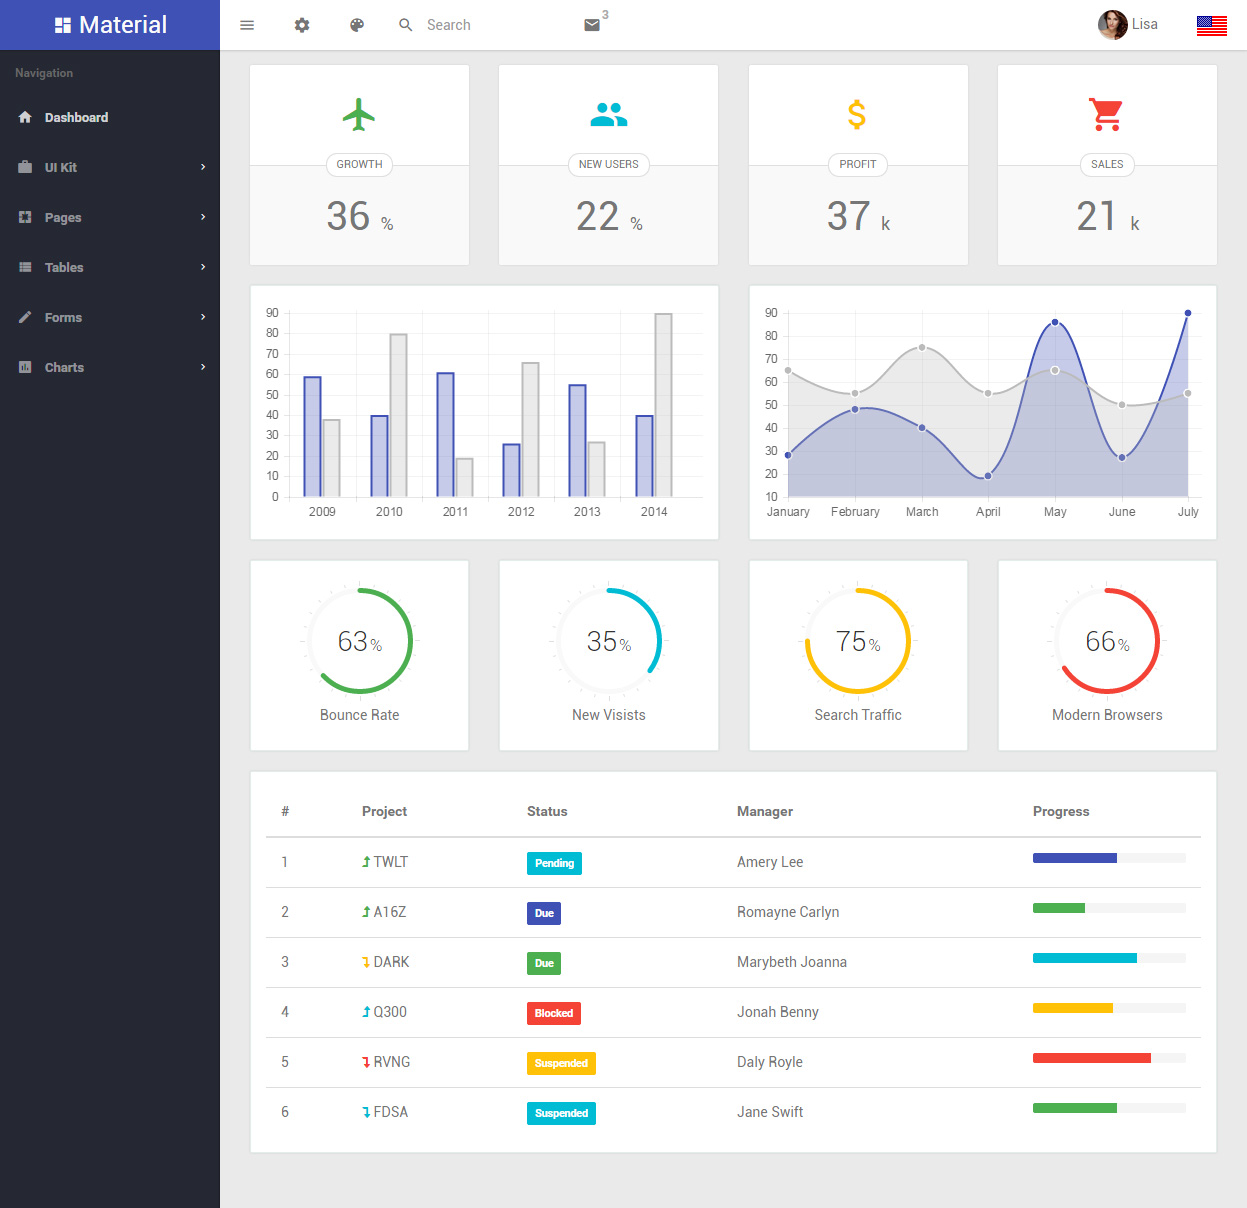 Material
Search
3
Lisa
Navigation
Dashboard
UI Kit
Pages
Tables
Forms
Charts
GROWTH
36 %
NEW USERS
22 %
PROFIT
37 k
SALES
21 k
90
80
70
60
50
40
30
20
10
0
2009 2010 2011 2012 2013 2014
90
80
70
60
50
40
30
20
10
January February March April May June July
63%
Bounce Rate
35%
New Visists
75%
Search Traffic
66%
Modern Browsers
# Project Status Manager Progress
1 TWLT Pending Amery Lee
2 A16Z Due Romayne Carlyn
3 DARK Due Marybeth Joanna
4 Q300 Blocked Jonah Benny
5 RVNG Suspended Daly Royle
6 FDSA Suspended Jane Swift